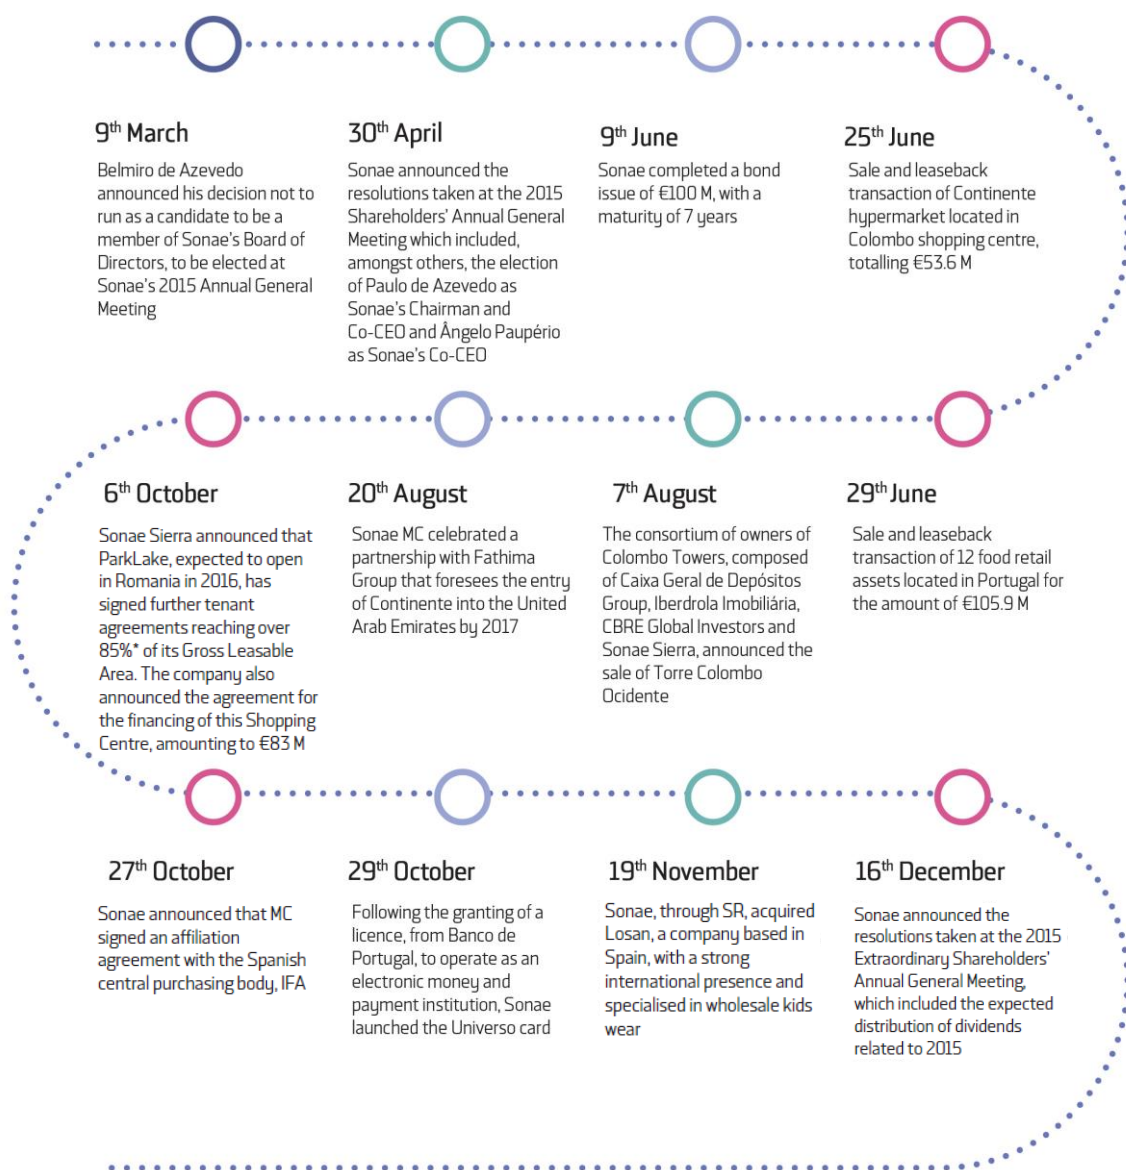 9th March
Belmiro de Azevedo
announced his decision not to
run as a candidate to be a
member of Sonae's Board of
Directors, to be elected at
Sonae's 2015 Annual General
Meeting
30th April
Sonae announced the
resolutions taken at the 2015
Shareholders' Annual General
Meeting which included,
amongst others, the election
of Paulo de Azevedo as
Sonae's Chairman and
Co-CEO and Ângelo Paupério
as Sonae's Co-CEO
9th June
Sonae completed a bond
issue of €100 M, with a
maturity of 7 years
25th June
Sale and leaseback
transaction of Continente
hypermarket located in
Colombo shopping centre,
totalling €53.6 M
29th June
Sale and leaseback
transaction of 12 food retail
assets located in Portugal for
the amount of €105.9 M
7th August
The consortium of owners of
Colombo Towers, composed
of Caixa Geral de Depósitos
Group, Iberdrola Imobiliária,
CBRE Global Investors and
Sonae Sierra, announced the
sale of Torre Colombo
Ocidente
20th August
Sonae MC celebrated a
partnership with Fathima
Group that foresees the entry
of Continente into the United
Arab Emirates by 2017
6th October
Sonae Sierra announced that
ParkLake, expected to open
in Romania in 2016, has
signed further tenant
agreements reaching over
85%* of its Gross Leasable
Area. The company also
announced the agreement for
the financing of this Shopping
Centre, amounting to €83 M
27th October
Sonae announced that MC
signed an affiliation
agreement with the Spanish
central purchasing body, IFA
29th October
Following the granting of a
licence, from Banco de
Portugal, to operate as an
electronic money and
payment institution, Sonae
launched the Universo card
19th November
Sonae, through SR, acquired
Losan, a company based in
Spain, with a strong
international presence and
specialised in wholesale kids
wear
16th December
Sonae announced the
resolutions taken at the 2015
Extraordinary Shareholders'
Annual General Meeting,
which included the expected
distribution of dividends
related to 2015